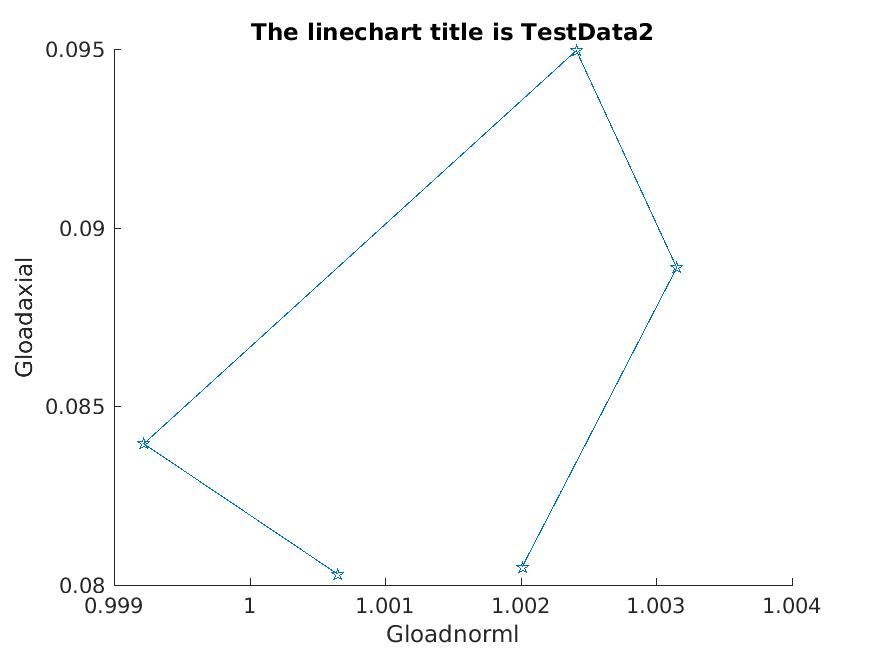 The linechart title is TestData2
0.095
0.09
0.085
0.08
Gloadaxial
0.999 1 1.001 1.002 1.003 1.004
Gloadnorml